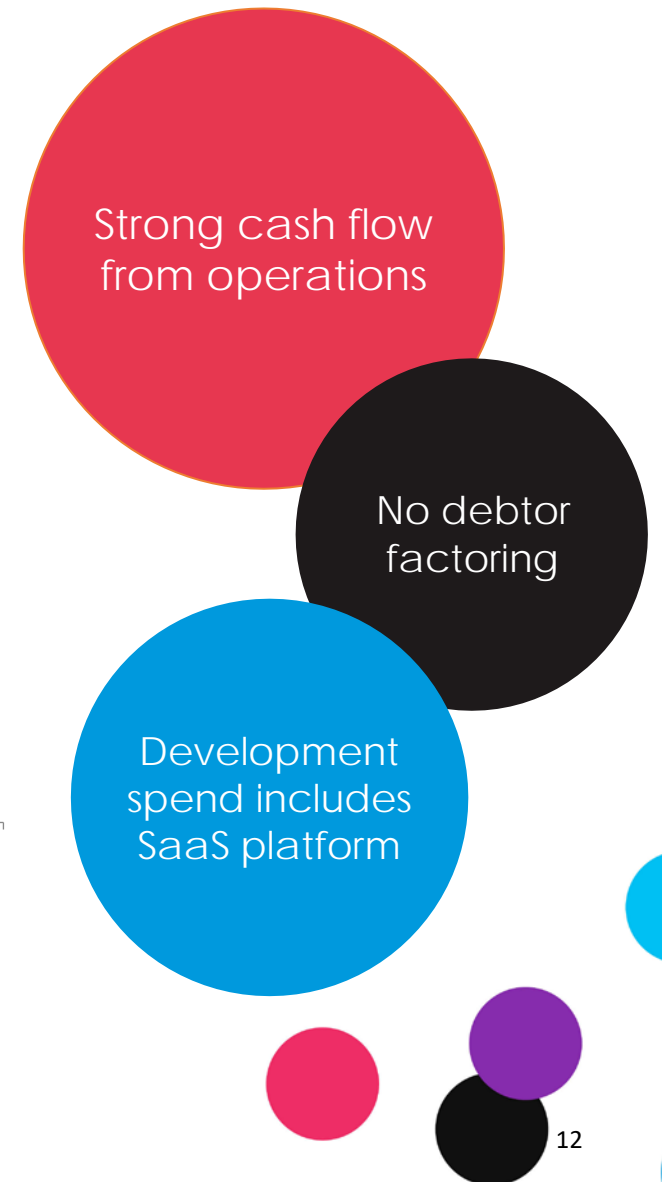 Strong cash flow
from operations
No debtor
factoring
Development
spend includes
SaaS platform
12